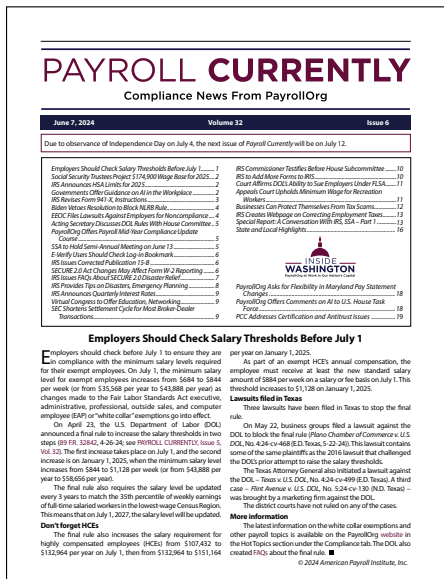 PAYROLL CURRENTLY
Compliance News From PayrollOrg
June 7, 2024 Volume 32 Issue 6
Due to observance of Independence Day on July 4, the next issue of Payroll Currently will be on July 12.
Employers Should Check Salary Thresholds Before July 1........ 1
Social Security Trustees Project $174,900 Wage Base for 2025... 2
IRS Announces HSA Limits for 2025........ 2
Governments Offer Guidance on AI in the Workplace........ 2
IRS Revises Form 941-X, Instructions........ 3
Biden Vetoes Resolution to Block NLRB Rule........ 4
EEOC Files Lawsuits Against Employers for Noncompliance.... 4
Acting Secretary Discusses DOL Rules With House Committee.. 5
PayrollOrg Offers Payroll Mid-Year Compliance Update
Course........ 5
SSA to Hold Semi-Annual Meeting on June 13........ 6
E-Verify Users Should Check Log-in Bookmark........ 6
IRS Issues Corrected Publication 15-B........ 6
SECURE 2.0 Act Changes May Affect Form W-2 Reporting........ 6
IRS Issues FAQs About SECURE 2.0 Disaster Relief........ 7
IRS Provides Tips on Disasters, Emergency Planning........ 8
IRS Announces Quarterly Interest Rates........ 9
Virtual Congress to Offer Education, Networking........ 9
SEC Shortens Settlement Cycle for Most Broker-Dealer
Transactions........ 9
IRS Commissioner Testifies Before House Subcommittee........ 10
IRS to Add More Forms to IRIS........ 10
Court Affirms DOL's Ability to Sue Employers Under FLSA........ 11
Appeals Court Upholds Minimum Wage for Recreation
Workers........ 11
Businesses Can Protect Themselves From Tax Scams........ 12
IRS Creates Webpage on Correcting Employment Taxes........ 13
Special Report: A Conversation With IRS, SSA – Part 1........ 13
State and Local Highlights........ 16
INSIDE
WASHINGTON
PayrollOrg at Work in Our Nation's Capital
PayrollOrg Asks for Flexibility in Maryland Pay Statement
Changes........ 18
PayrollOrg Offers Comments on AI to U.S. House Task
Force........ 18
PCC Addresses Certification and Antitrust Issues........ 19
Employers Should Check Salary Thresholds Before July 1
Employers should check before July 1 to ensure they are
in compliance with the minimum salary levels required
for their exempt employees. On July 1, the minimum salary
level for exempt employees increases from $684 to $844
per week (or from $35,568 per year to $43,888 per year) as
changes made to the Fair Labor Standards Act executive,
administrative, professional, outside sales, and computer
employee (EAP) or "white collar" exemptions go into effect.
On April 23, the U.S. Department of Labor (DOL)
announced a final rule to increase the salary thresholds in two
steps (89 F.R. 32842, 4-26-24; see PAYROLL CURRENTLY, Issue 5,
Vol. 32). The first increase takes place on July 1, and the second
increase is on January 1, 2025, when the minimum salary level
increases from $844 to $1,128 per week (or from $43,888 per
year to $58,656 per year).
The final rule also requires the salary level be updated
every 3 years to match the 35th percentile of weekly earnings
of full-time salaried workers in the lowest-wage Census Region.
This means that on July 1, 2027, the salary level will be updated.
Don't forget HCEs
The final rule also increases the salary requirement for
highly compensated employees (HCEs) from $107,432 to
$132,964 per year on July 1, then from $132,964 to $151,164
per year on January 1, 2025.
As part of an exempt HCE's annual compensation, the
employee must receive at least the new standard salary
amount of $884 per week on a salary or fee basis on July 1. This
threshold increases to $1,128 on January 1, 2025.
Lawsuits filed in Texas
Three lawsuits have been filed in Texas to stop the final
rule.
On May 22, business groups filed a lawsuit against the
DOL to block the final rule (Plano Chamber of Commerce v. U.S.
DOL, No. 4:24-cv-468 (E.D. Texas, 5-22-24)). This lawsuit contains
some of the same plaintiffs as the 2016 lawsuit that challenged
the DOL's prior attempt to raise the salary thresholds.
The Texas Attorney General also initiated a lawsuit against
the DOL – Texas v. U.S. DOL, No. 4:24-cv-499 (E.D. Texas). A third
case – Flint Avenue v. U.S. DOL, No. 5:24-cv-130 (N.D. Texas) –
was brought by a marketing firm against the DOL.
The district courts have not ruled on any of the cases.
More information
The latest information on the white collar exemptions and
other payroll topics is available on the PayrollOrg website in
the Hot Topics section under the Compliance tab. The DOL also
created FAQs about the final rule. ■
© 2024 American Payroll Institute, Inc.